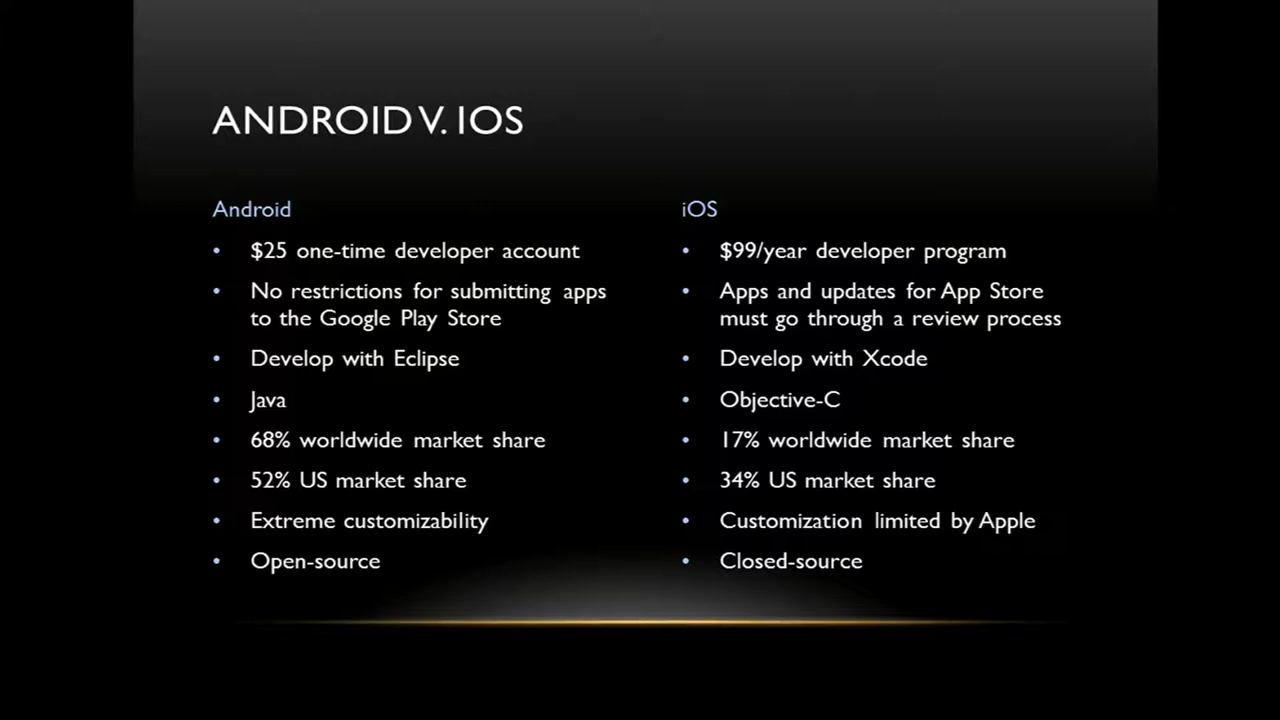 ANDROID V. IOS
Android
• $25 one-time developer account
• No restrictions for submitting apps
to the Google Play Store
• Develop with Eclipse
• Java
• 68% worldwide market share
• 52% US market share
• Extreme customizability
• Open-source
iOS
• $99/year developer program
• Apps and updates for App Store
must go through a review process
• Develop with Xcode
• Objective-C
• 17% worldwide market share
• 34% US market share
• Customization limited by Apple
• Closed-source